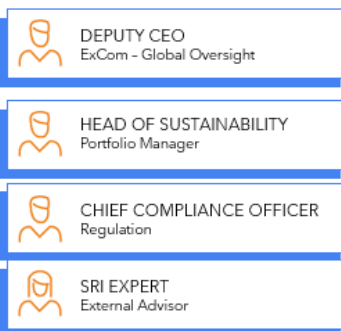 DEPUTY CEO
ExCom - Global Oversight
HEAD OF SUSTAINABILITY
Portfolio Manager
CHIEF COMPLIANCE OFFICER
Regulation
SRI EXPERT
External Advisor